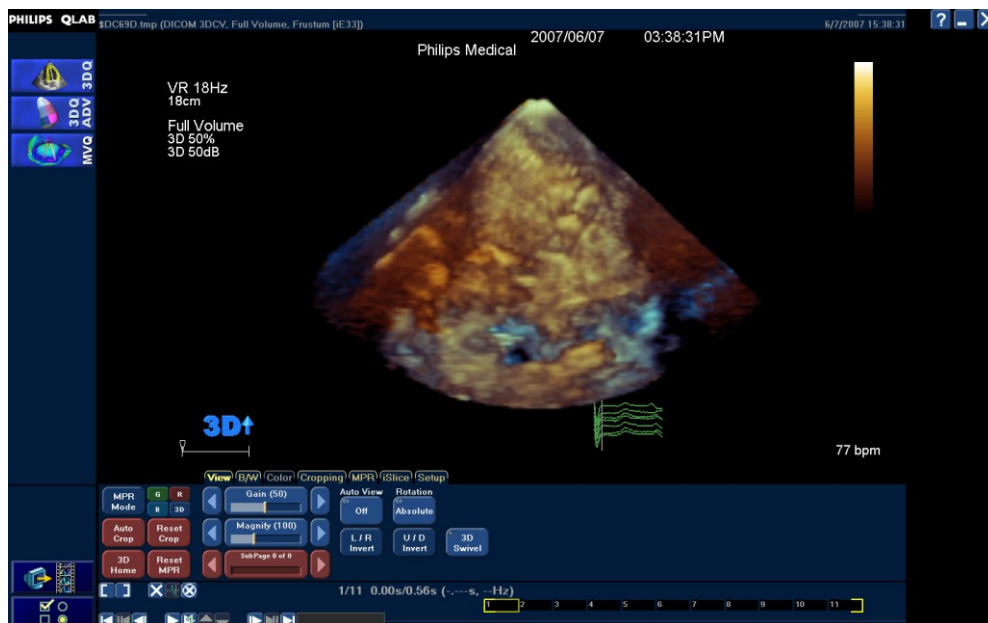 PHILIPS QLAB
$DC69D.tmp (DICOM 3DCV, Full Volume, Frustum [iE33])
6/7/2007 15:38:31
?
2007/06/07 03:38:31PM
Philips Medical
3DQ
3DQ ADV
MVQ
VR 18Hz
18cm
Full Volume
3D 50%
3D 50dB
3D
77 bpm
View B/W Color Cropping MPR iSlice Setup
MPR Mode
G R
B 3D
Gain (50)
Auto View
Off
Rotation
Absolute
Auto Crop
Reset Crop
Magnify (100)
L / R Invert
U / D Invert
3D Swivel
3D Home
Reset MPR
SubPage 0 of 0
1/11 0.00s/0.56s (-.---s, --Hz)
1 2 3 4 5 6 7 8 9 10 11